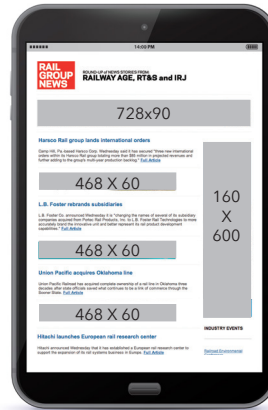 14:09 PM
RAIL
GROUP
NEWS
ROUND-UP of NEWS STORIES FROM
RAILWAY AGE, RT&S and IRJ
728x90
Harsco Rail group lands international orders
Camp Hill, Pa.-based Harsco Corp. Wednesday said it has secured "three new international
orders within its Harsco Rail group totaling more than $85 million in projected revenues and
further adding to the group's multi-year production backlog." Full Article
468 X 60
L.B. Foster rebrands subsidiaries
L.B. Foster Co. announced Wednesday it is "changing the names of several of its subsidiary
companies acquired from Portec Rail Products, Inc. to L.B. Foster Rail Technologies, Inc. to more
accurately brand the innovative unit and better represent its rail product development
capabilities." Full Article
468 X 60
Union Pacific acquires Oklahoma line
Union Pacific Railroad has acquired complete ownership of a rail line in Oklahoma three
decades after state officials saved what continues to be a link of commerce through the
Sooner State. Full Article
468 X 60
Hitachi launches European rail research center
Hitachi announced Wednesday that it has established a European rail research center to
support the expansion of its rail systems business in Europe. Full Article
160
X
600
INDUSTRY EVENTS
Railroad Environmental